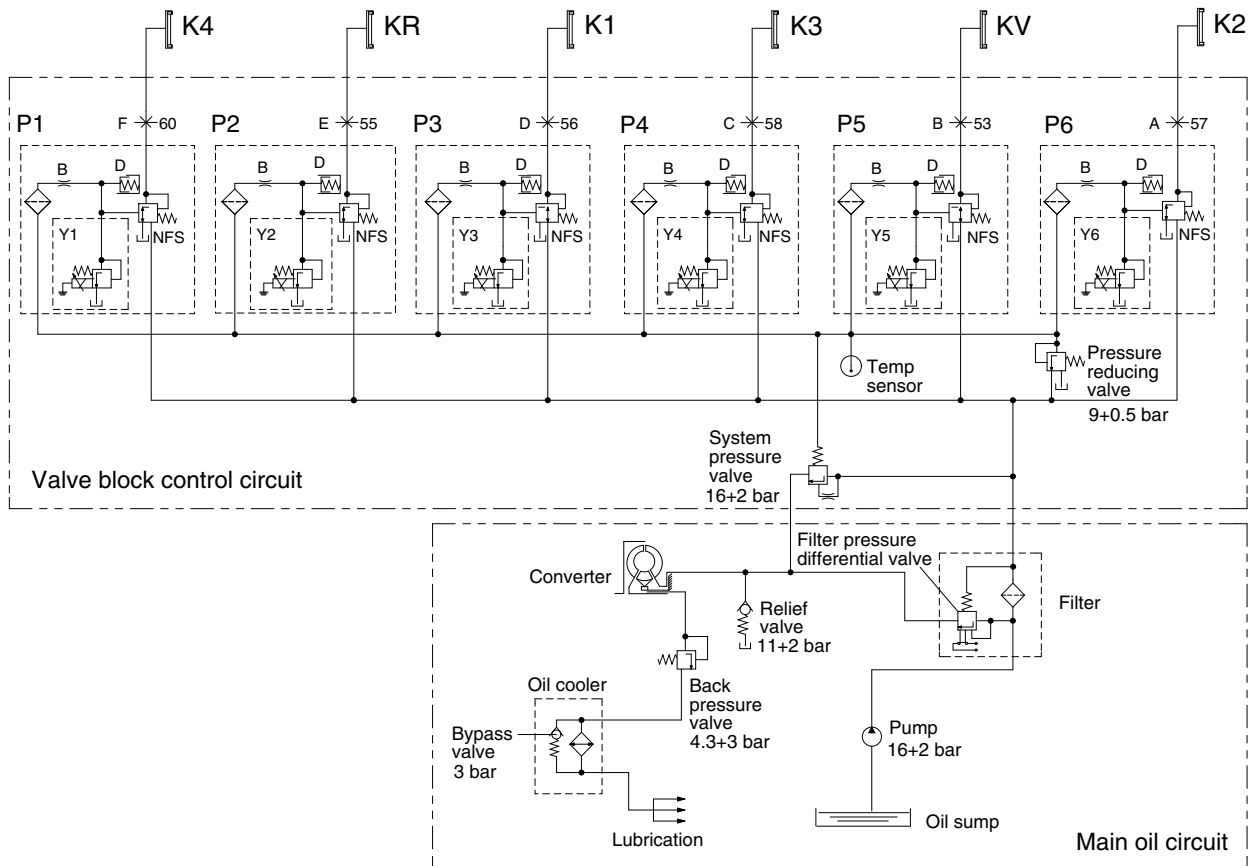 K4
KR
K1
K3
KV
K2
P1
F
60
P2
E
55
P3
D
56
P4
C
58
P5
B
53
P6
A
57
B
D
B
D
B
D
B
D
B
D
B
D
Y1
NFS
Y2
NFS
Y3
NFS
Y4
NFS
Y5
NFS
Y6
NFS
Temp
sensor
Pressure
reducing
valve
9+0.5 bar
System
pressure
valve
16+2 bar
Valve block control circuit
Filter pressure
differential valve
Converter
Relief
valve
11+2 bar
Filter
Oil cooler
Back
pressure
valve
4.3+3 bar
Bypass
valve
3 bar
Pump
16+2 bar
Oil sump
Lubrication
Main oil circuit